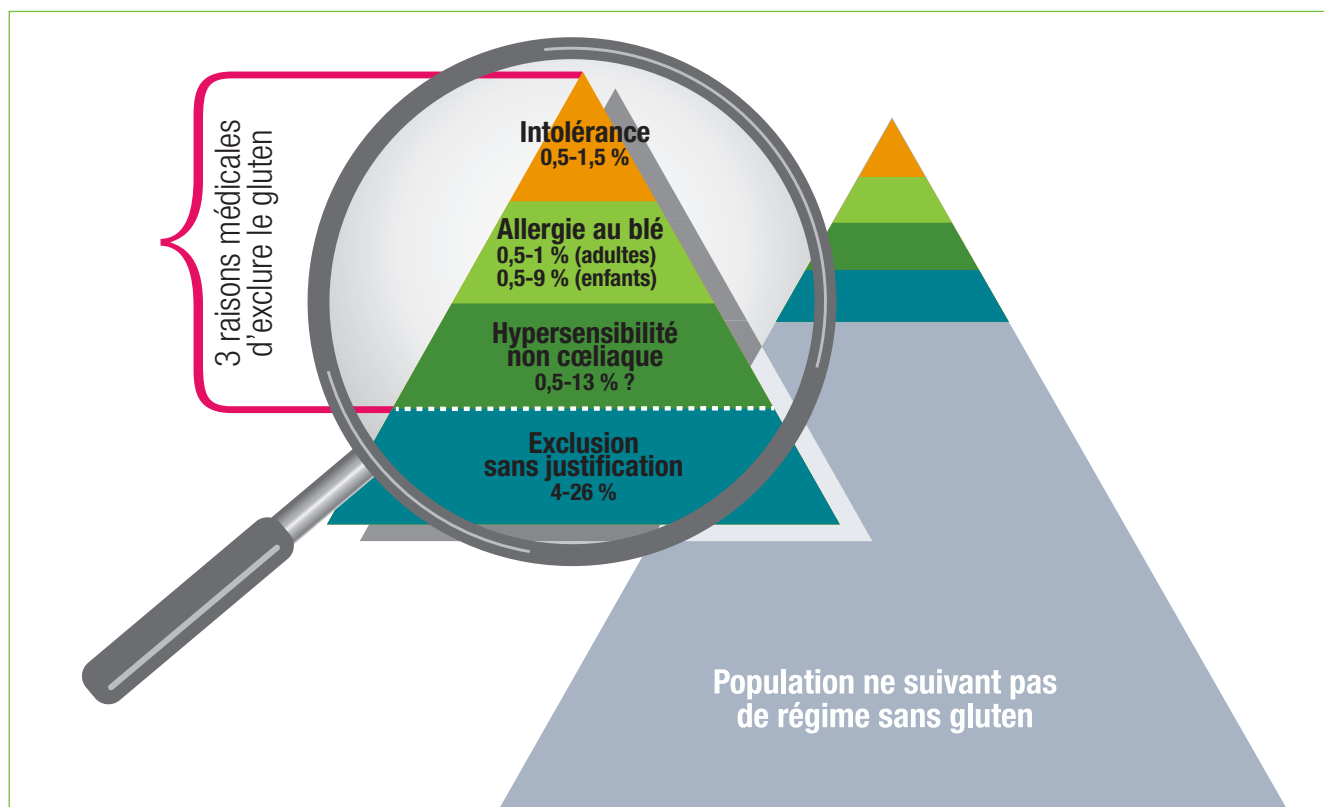 3 raisons médicales
d'exclure le gluten
Intolérance
0,5-1,5 %
Allergie au blé
0,5-1 % (adultes)
0,5-9 % (enfants)
Hypersensibilité
non cœliaque
0,5-13 % ?
Exclusion
sans justification
4-26 %
Population ne suivant pas
de régime sans gluten